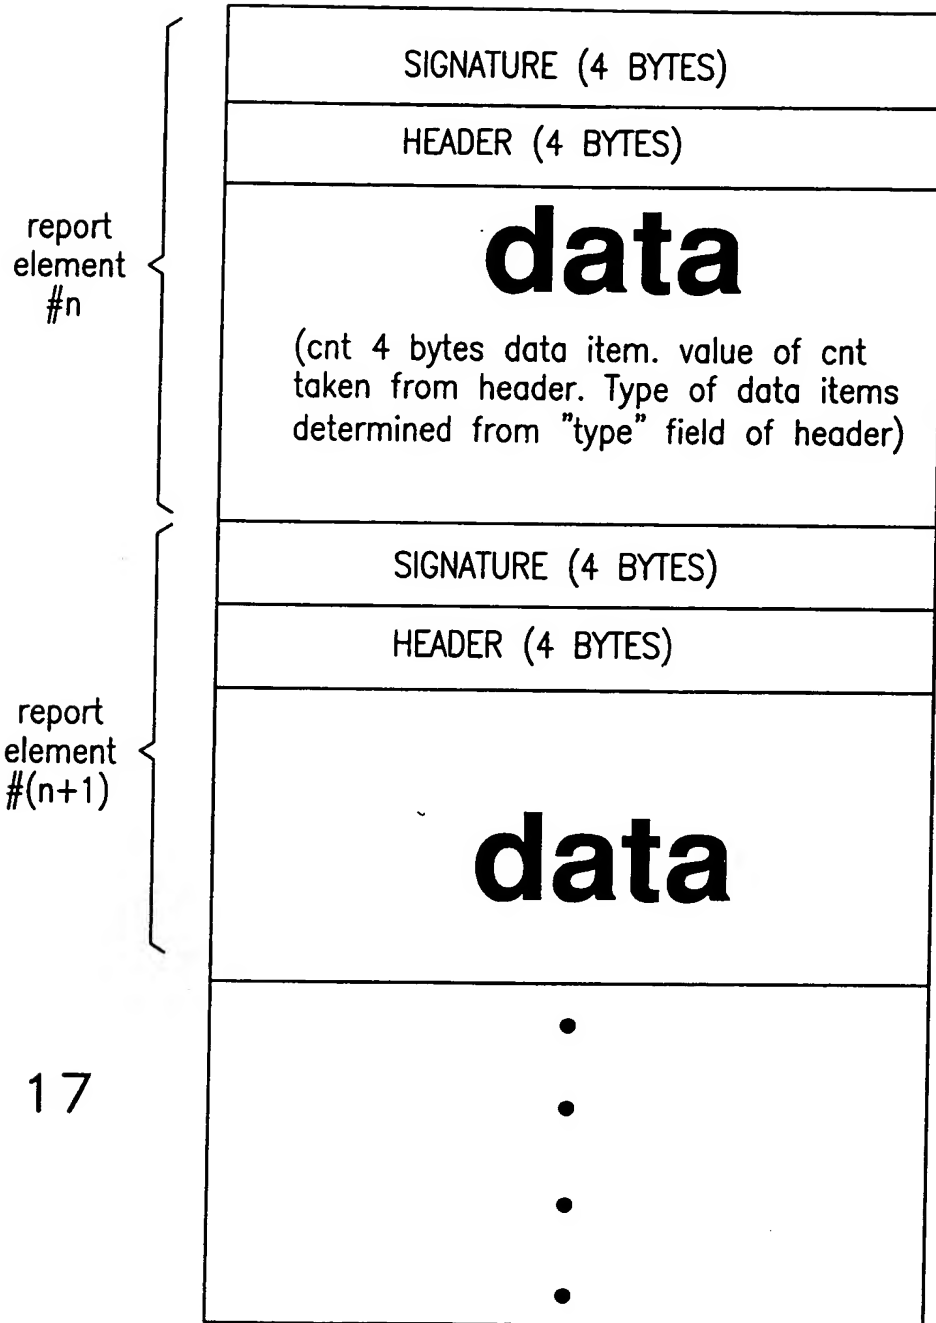 SIGNATURE (4 BYTES)
HEADER (4 BYTES)
report
element
#n
data
(cnt 4 bytes data item. value of cnt
taken from header. Type of data items
determined from "type" field of header)
SIGNATURE (4 BYTES)
HEADER (4 BYTES)
report
element
#(n+1)
data
17